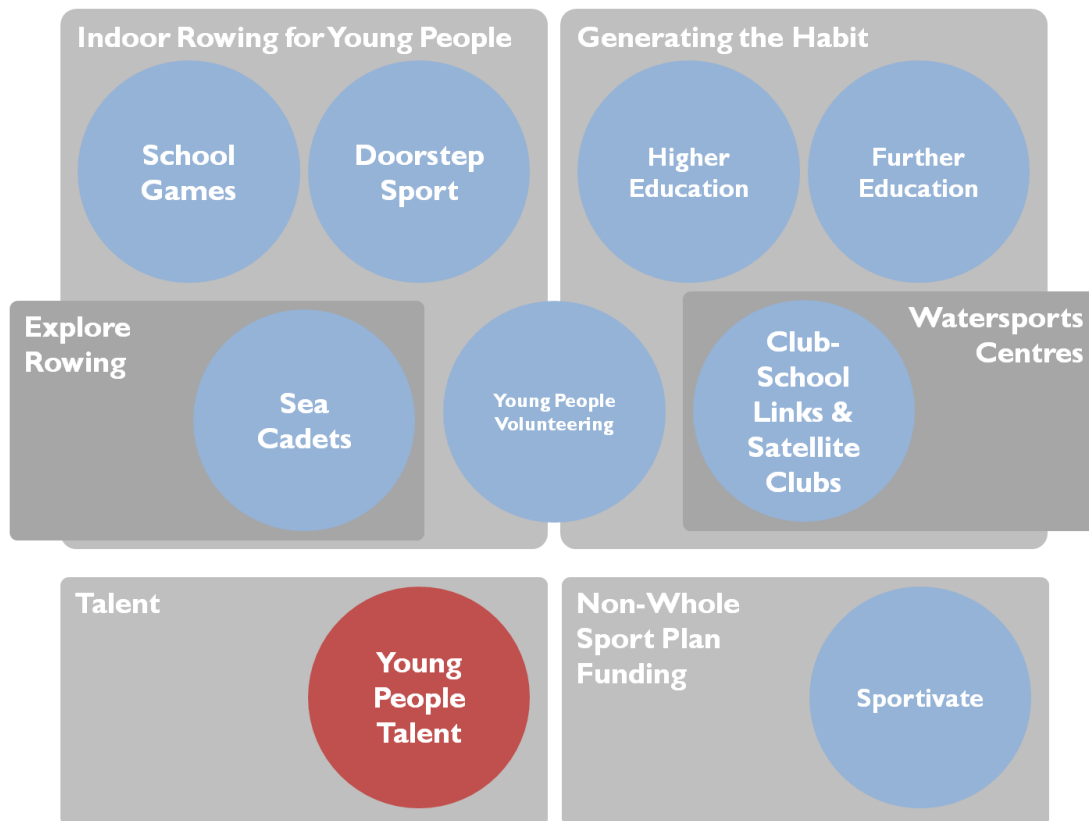 Indoor Rowing for Young People
School
Games
Doorstep
Sport
Generating the Habit
Higher
Education
Further
Education
Explore
Rowing
Sea
Cadets
Young People
Volunteering
Club-
School
Links &
Satellite
Clubs
Watersports
Centres
Talent
Young
People
Talent
Non-Whole
Sport Plan
Funding
Sportivate